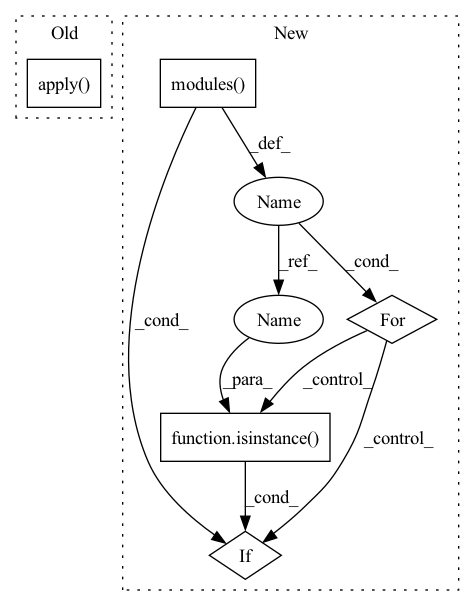 Old
New
apply()
modules()
_def_
Name
_cond_
_ref_
_cond_
Name
For
_para_
_control_
function.isinstance()
_control_
_cond_
If